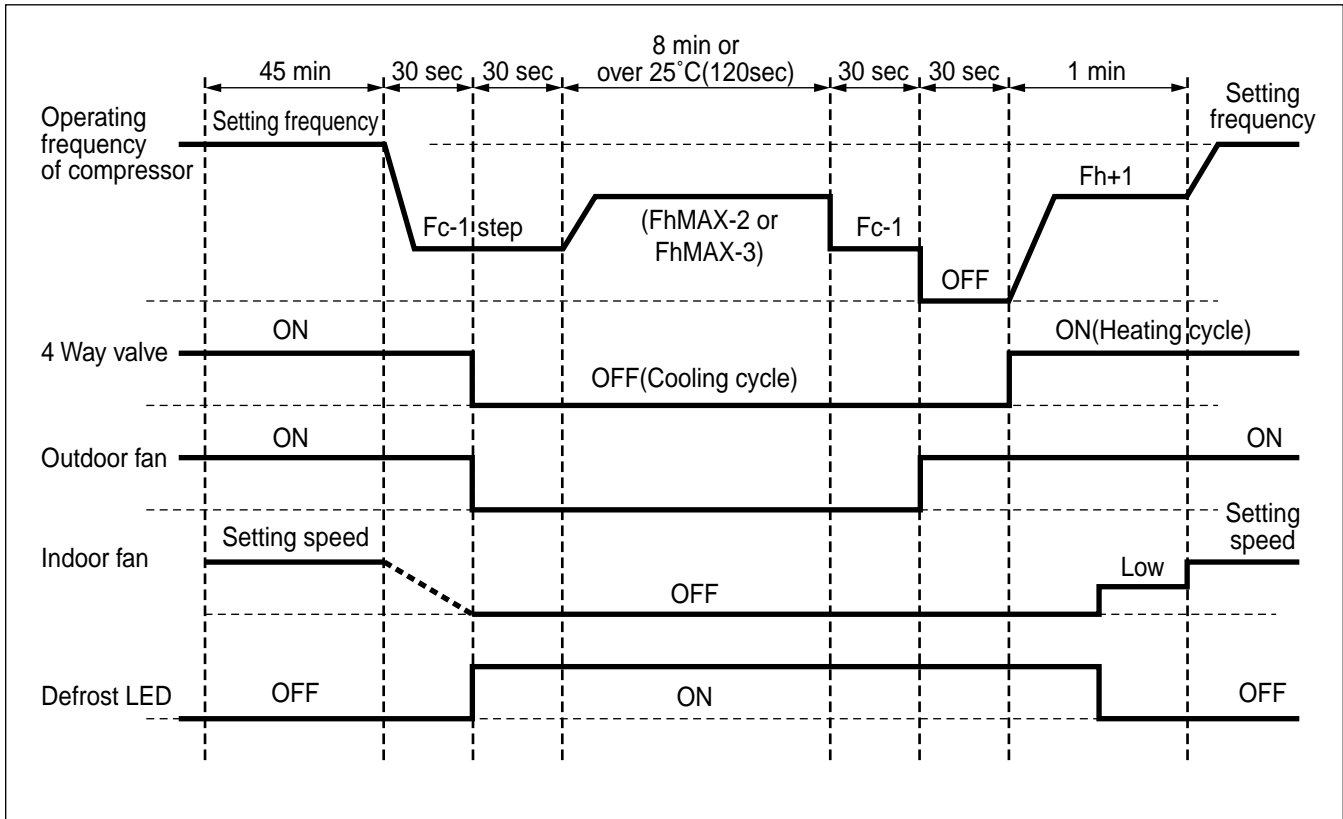 8 min or
45 min 30 sec 30 sec over 25˚C(120sec) 30 sec 30 sec 1 min
Operating
frequency
of compressor
Setting frequency
Fc-1 step
(FhMAX-2 or
FhMAX-3)
Fc-1
OFF
Fh+1
Setting
frequency
4 Way valve
ON
OFF(Cooling cycle)
ON(Heating cycle)
Outdoor fan
ON
ON
Indoor fan
Setting speed
OFF
Low
Setting
speed
Defrost LED
OFF
ON
OFF